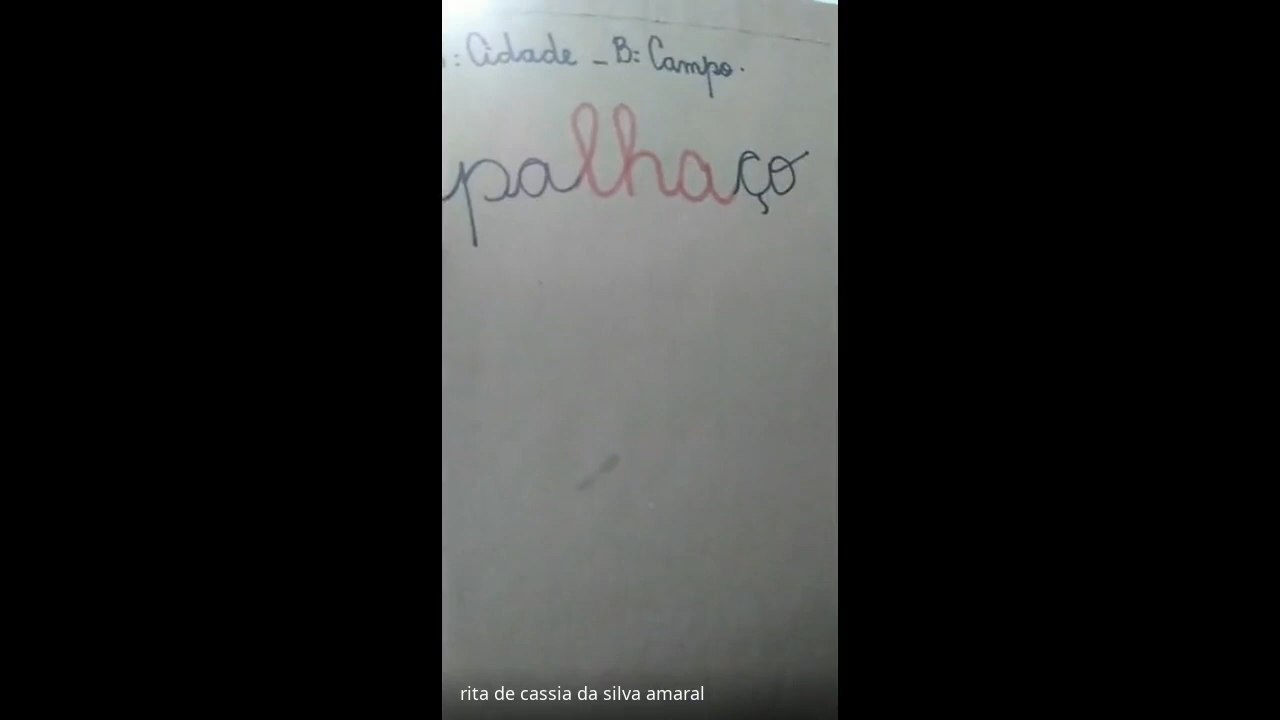 : Cidade - B: Campo.
palhaço
rita de cassia da silva amaral